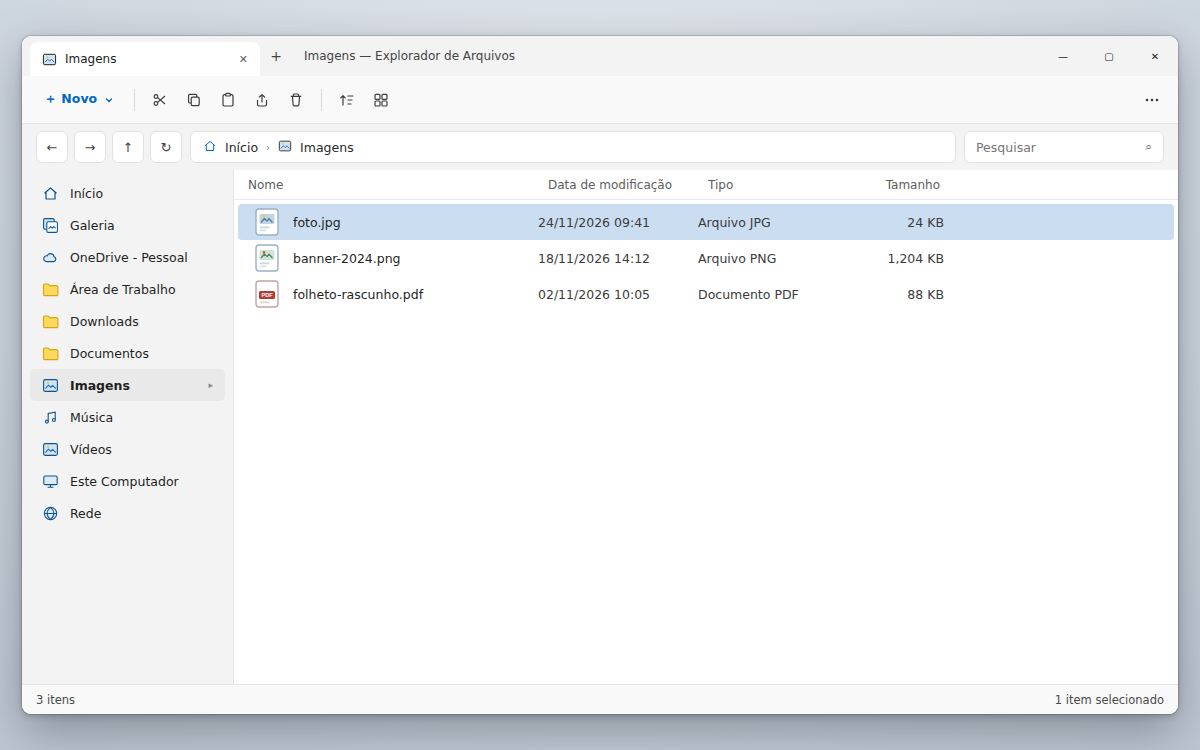 Imagens
Imagens — Explorador de Arquivos
+ Novo
Início › Imagens
Pesquisar
Início
Galeria
OneDrive - Pessoal
Área de Trabalho
Downloads
Documentos
Imagens
Música
Vídeos
Este Computador
Rede
Nome Data de modificação Tipo Tamanho
foto.jpg 24/11/2026 09:41 Arquivo JPG 24 KB
banner-2024.png 18/11/2026 14:12 Arquivo PNG 1,204 KB
PDF folheto-rascunho.pdf 02/11/2026 10:05 Documento PDF 88 KB
3 itens
1 item selecionado